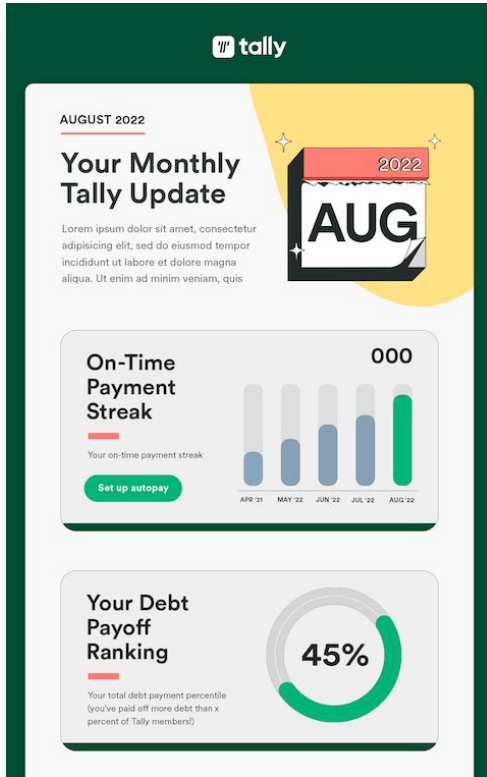 tally
AUGUST 2022
Your Monthly
Tally Update
Lorem ipsum dolor sit amet, consectetur
adipisicing elit, sed do eiusmod tempor
incididunt ut labore et dolore magna
aliqua. Ut enim ad minim veniam, quis
2022
AUG
On-Time
Payment
Streak
Your on-time payment streak
Set up autopay
000
APR '21 MAY '22 JUN '22 JUL '22 AUG '22
Your Debt
Payoff
Ranking
Your total debt payment percentile
(you've paid off more debt than x
percent of Tally members!)
45%